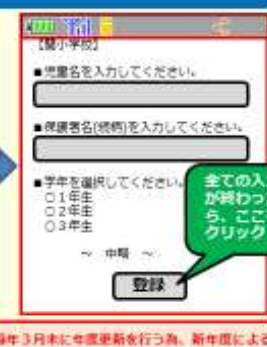 【関小学校】
■児童名を入力してください。
■保護者名(続柄)を入力してください。
■学年を選択してください。
○1年生
○2年生
○3年生
～ 中略 ～
登録
全ての入
が終わっ
ら、ここ
クリック
毎年3月末に年度更新を行う為、新年度による